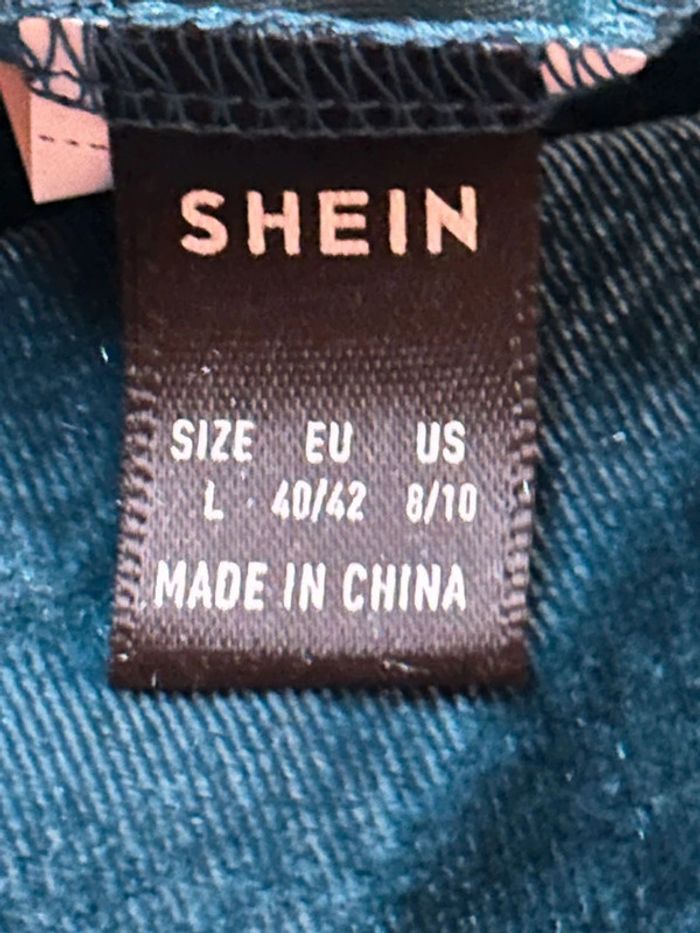 SHEIN
SIZE EU US
L 40/42 8/10
MADE IN CHINA